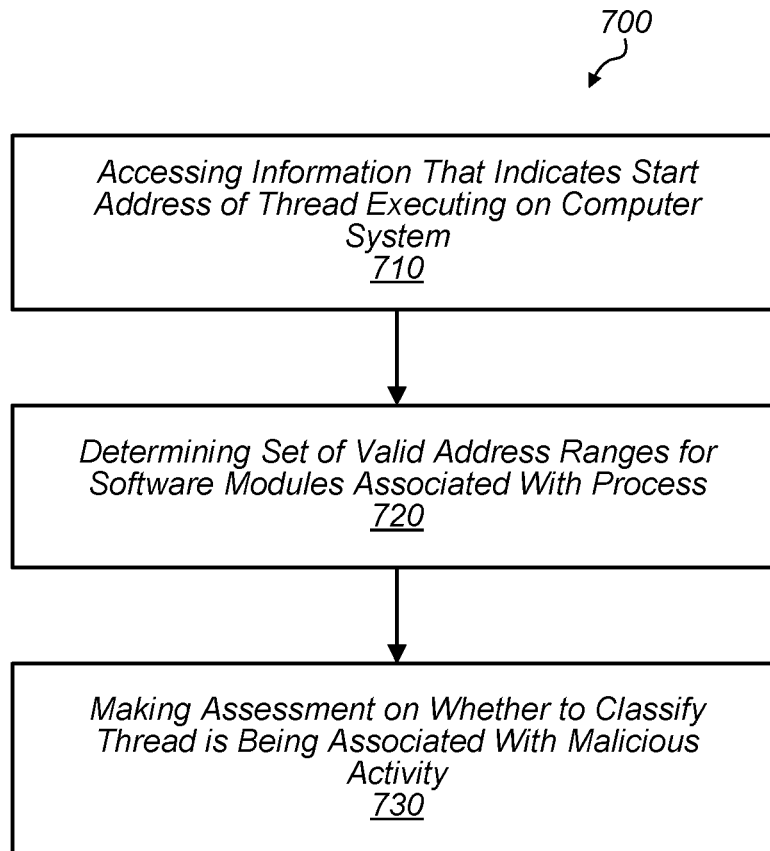 700
Accessing Information That Indicates Start
Address of Thread Executing on Computer
System
710
Determining Set of Valid Address Ranges for
Software Modules Associated With Process
720
Making Assessment on Whether to Classify
Thread is Being Associated With Malicious
Activity
730